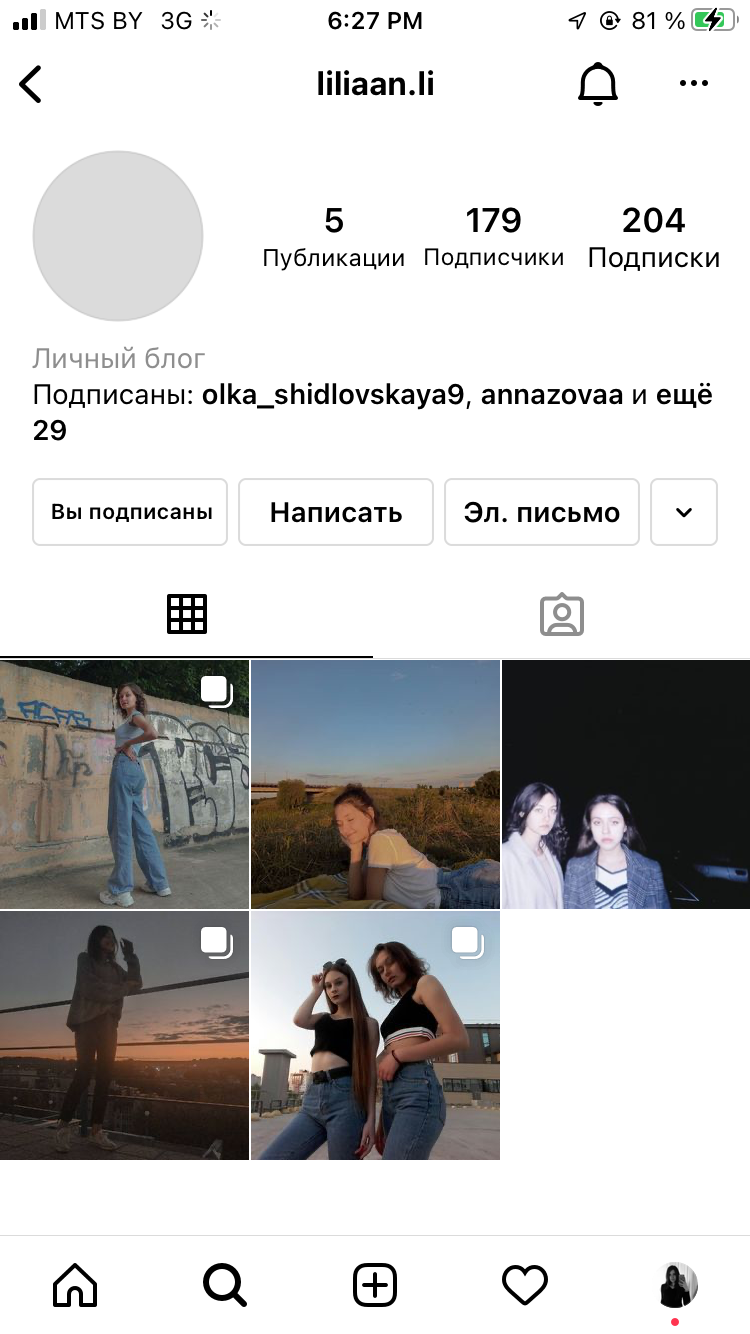 MTS BY 3G 6:27 PM 81 %
liliaan.li
5 179 204
Публикации Подписчики Подписки
Личный блог
Подписаны: olka_shidlovskaya9, annazovaa и ещё
29
Вы подписаны Написать Эл. письмо
ACAB